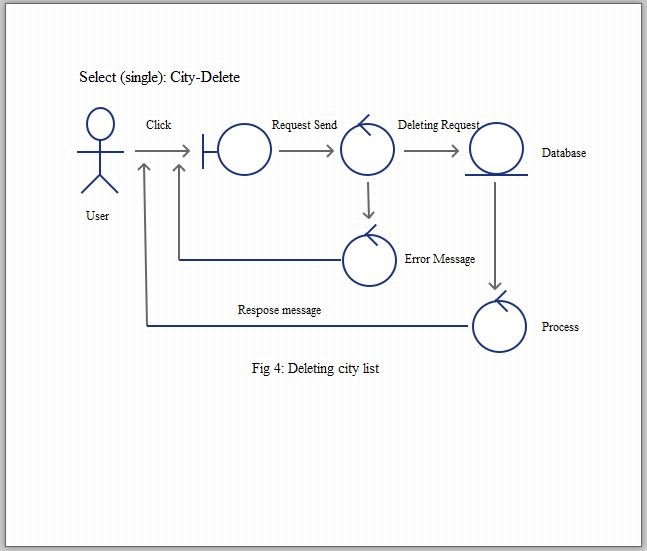 Select (single): City-Delete
Click
Request Send
Deleting Request
Database
User
Error Message
Respose message
Process
Fig 4: Deleting city list